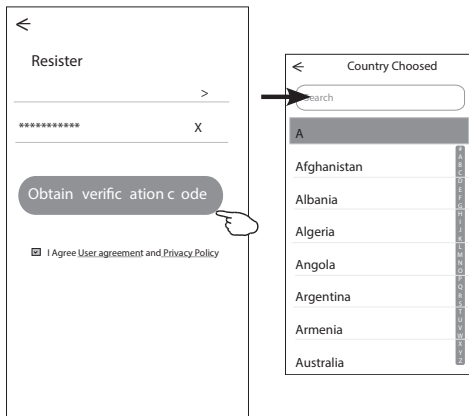 Resister
>
*********** X
Obtain verific ation c ode
I Agree User agreement and Privacy Policy
Country Choosed
Search
A
Afghanistan
Albania
Algeria
Angola
Argentina
Armenia
Australia
#
A
B
C
D
E
F
G
H
I
J
K
L
M
N
O
P
Q
R
S
T
U
V
W
X
Y
Z